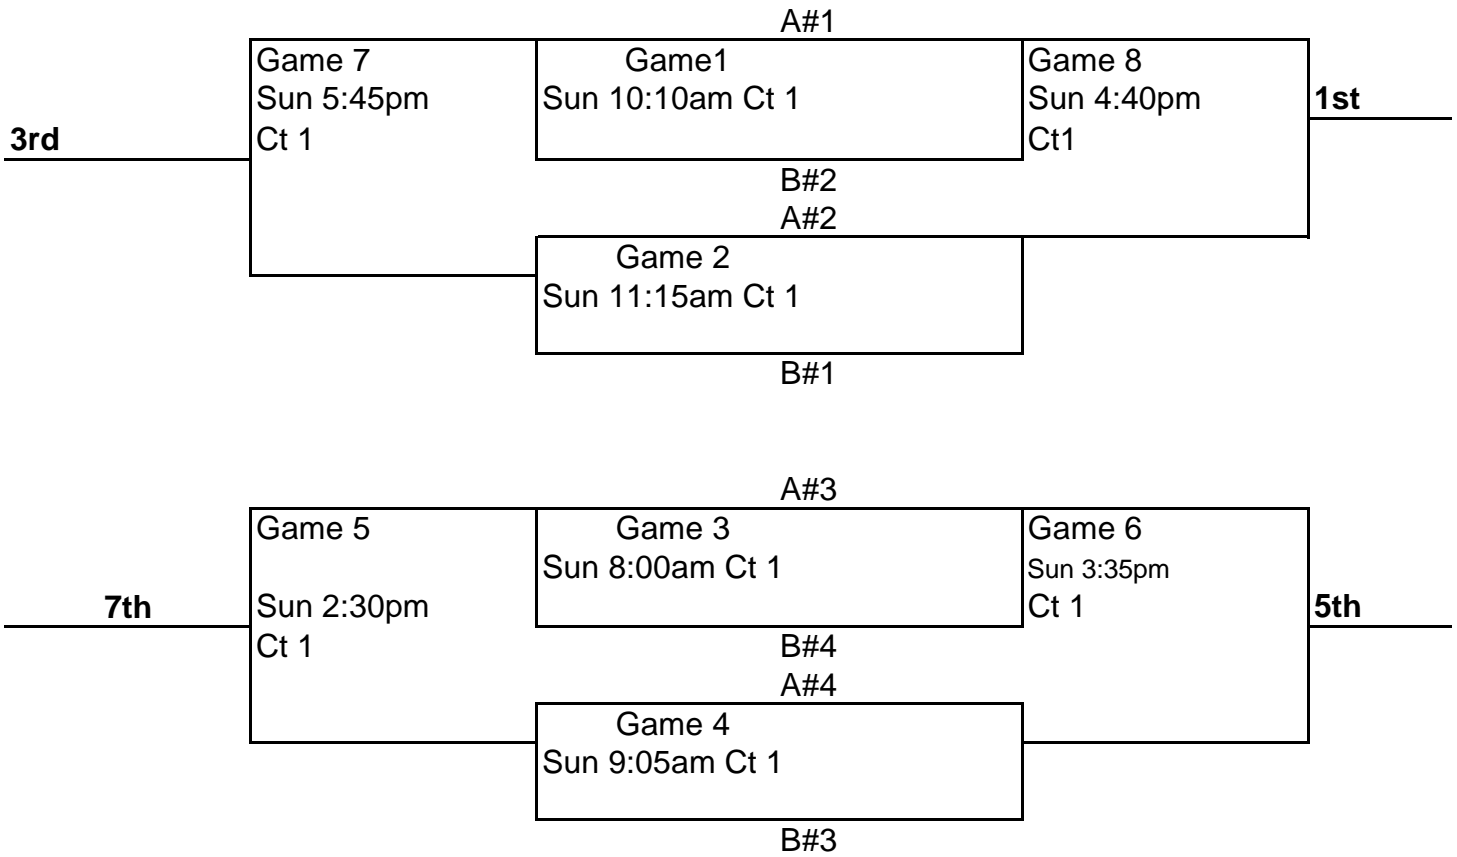 A#1
Game 7
Sun 5:45pm
Ct 1
3rd
Game1
Sun 10:10am Ct 1
Game 8
Sun 4:40pm
Ct1
1st
B#2
A#2
Game 2
Sun 11:15am Ct 1
B#1
A#3
Game 5
Sun 2:30pm
Ct 1
7th
Game 3
Sun 8:00am Ct 1
Game 6
Sun 3:35pm
Ct 1
5th
B#4
A#4
Game 4
Sun 9:05am Ct 1
B#3